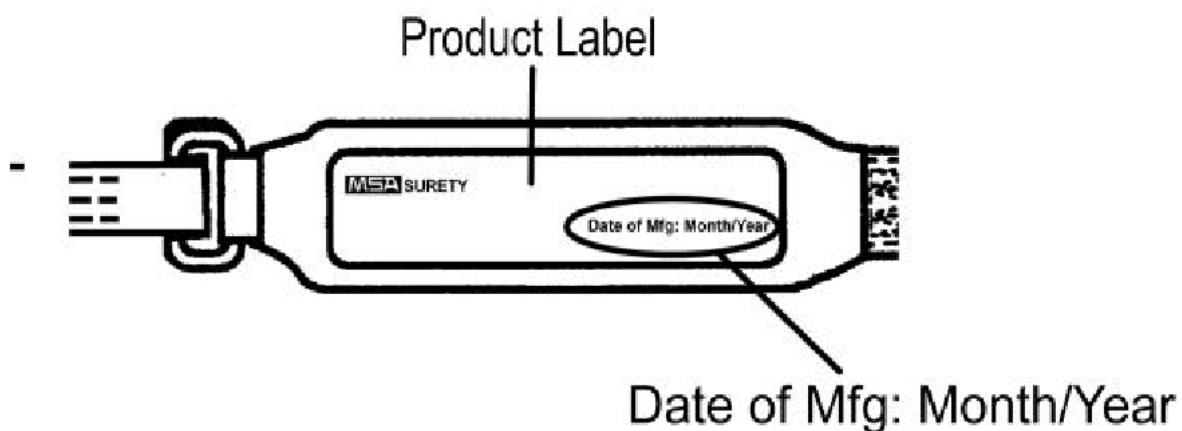 Product Label
MSA SURETY
Date of Mfg: Month/Year
Date of Mfg: Month/Year